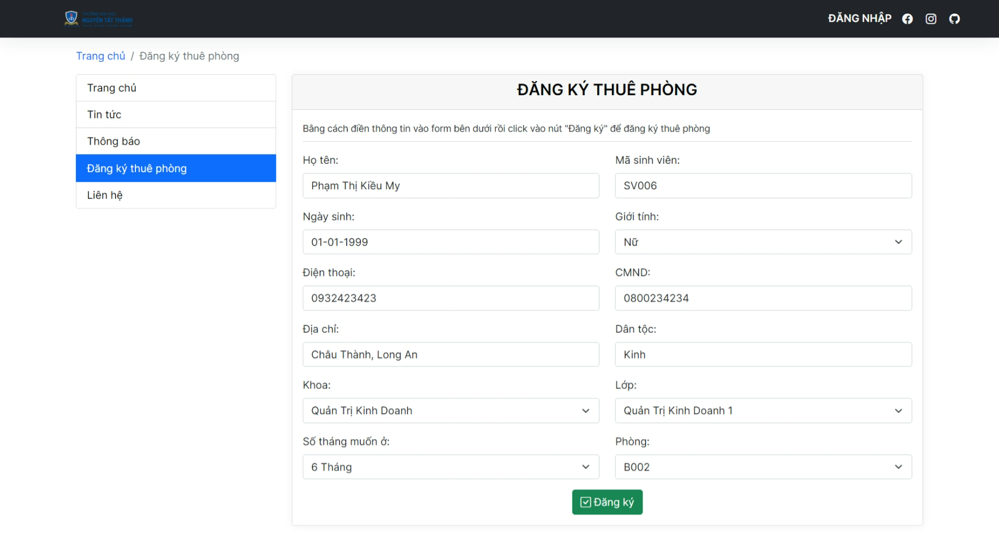 TRƯỜNG ĐẠI HỌC
NGUYỄN TẤT THÀNH
ĐĂNG NHẬP
Trang chủ / Đăng ký thuê phòng
Trang chủ
Tin tức
Thông báo
Đăng ký thuê phòng
Liên hệ
ĐĂNG KÝ THUÊ PHÒNG
Bằng cách điền thông tin vào form bên dưới rồi click vào nút "Đăng ký" để đăng ký thuê phòng
Họ tên:
Phạm Thị Kiều My
Mã sinh viên:
SV006
Ngày sinh:
01-01-1999
Giới tính:
Nữ
Điện thoại:
0932423423
CMND:
0800234234
Địa chỉ:
Châu Thành, Long An
Dân tộc:
Kinh
Khoa:
Quản Trị Kinh Doanh
Lớp:
Quản Trị Kinh Doanh 1
Số tháng muốn ở:
6 Tháng
Phòng:
B002
Đăng ký